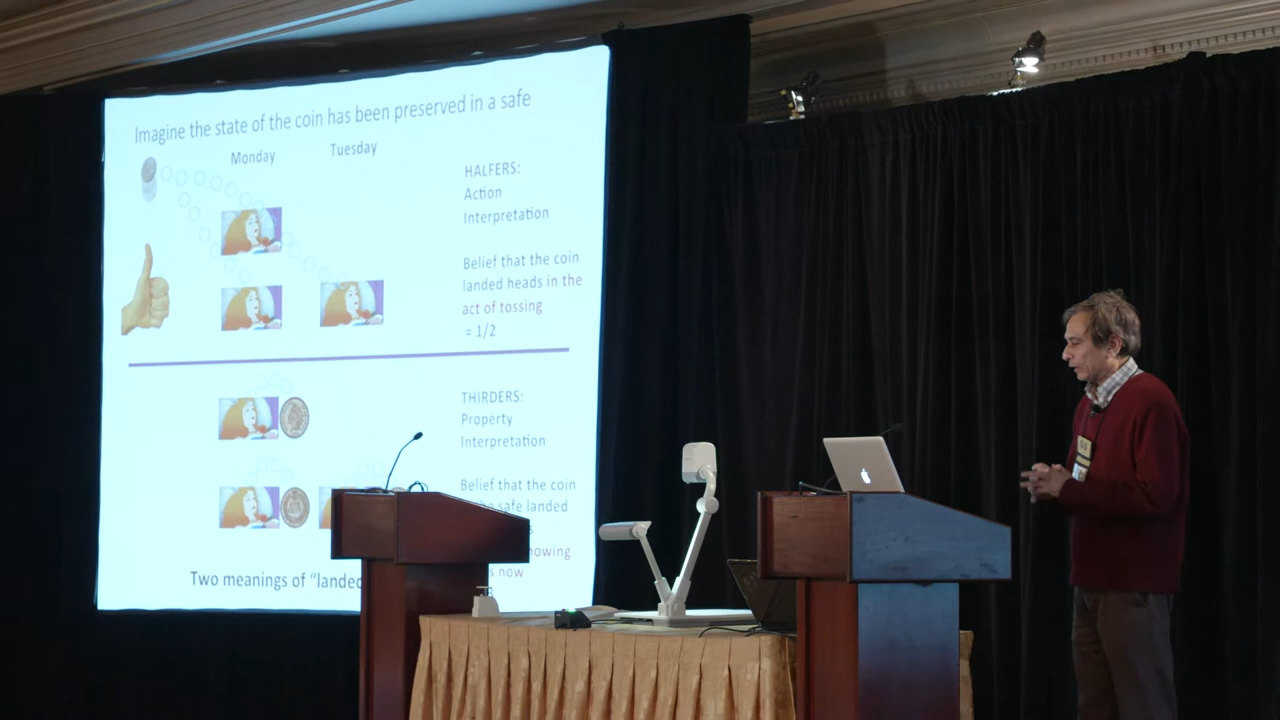 Imagine the state of the coin has been preserved in a safe
Monday
Tuesday
HALFERS:
Action
Interpretation
Belief that the coin
landed heads in the
act of tossing
= 1/2
THIRDERS:
Property
Interpretation
Belief that the coin
safe landed
now
Two meanings of "landed